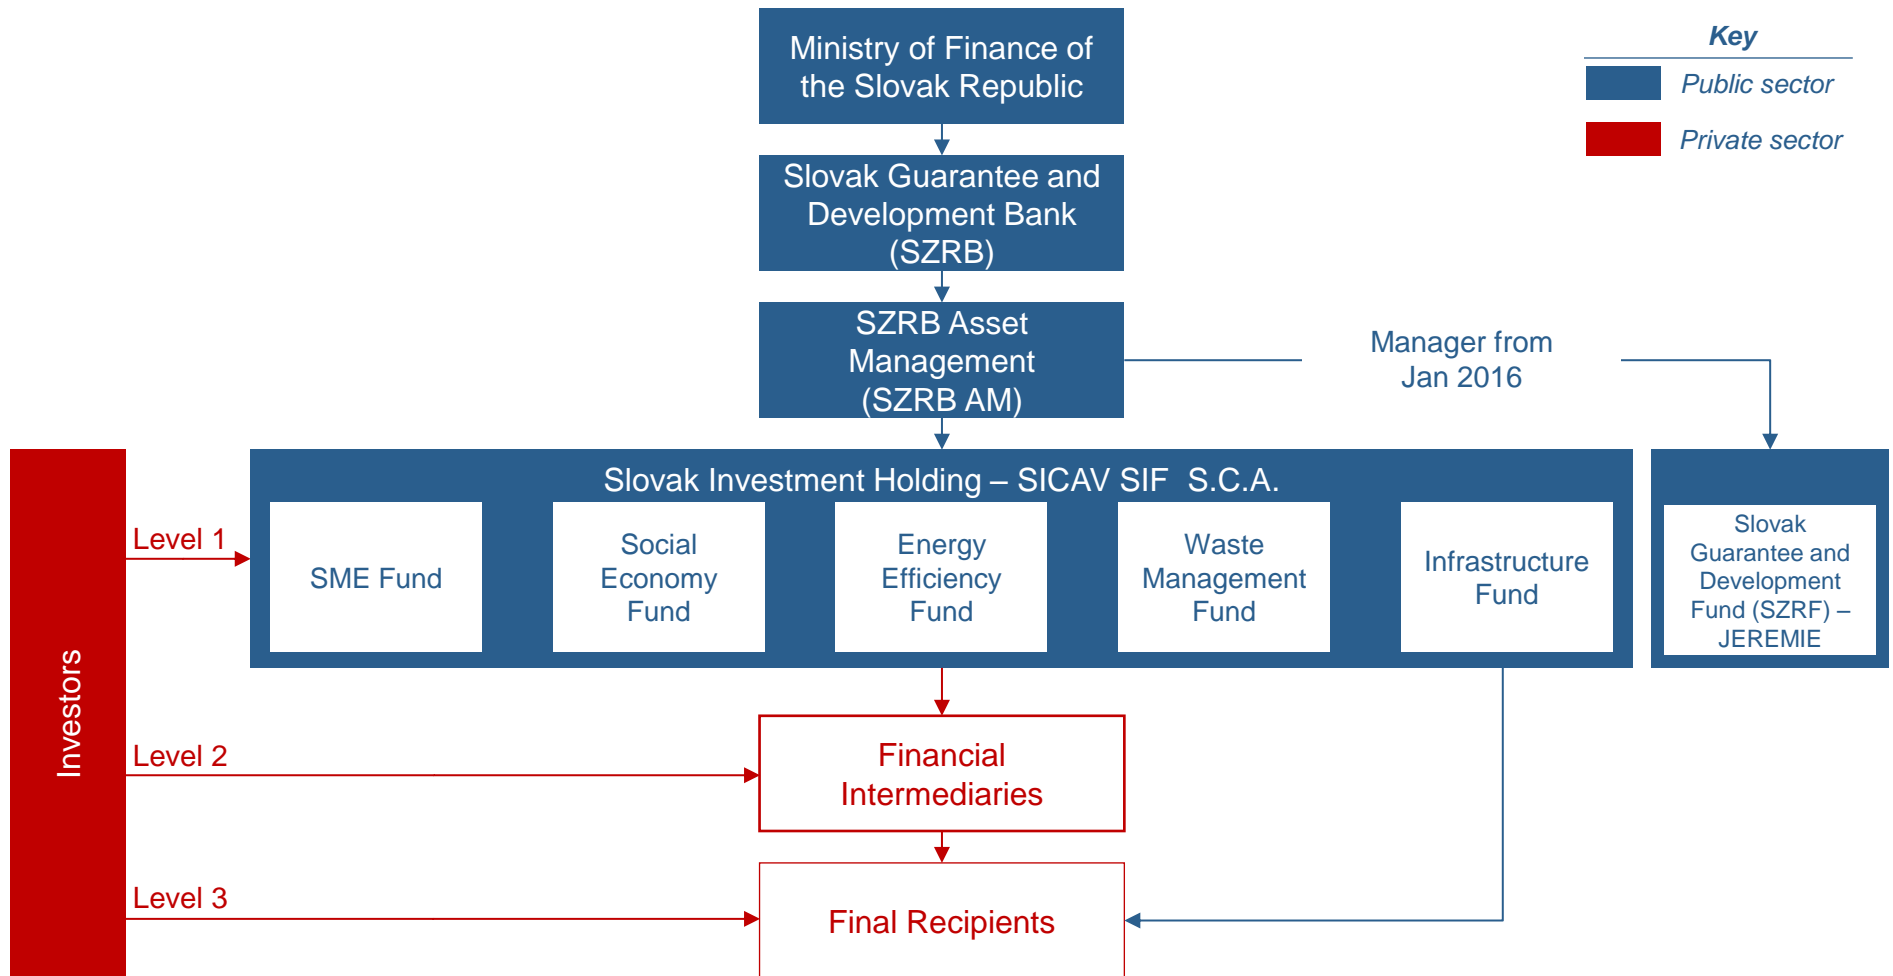 Ministry of Finance of
the Slovak Republic
Key
Public sector
Private sector
Slovak Guarantee and
Development Bank
(SZRB)
SZRB Asset
Management
(SZRB AM)
Manager from
Jan 2016
Investors
Level 1
Level 2
Level 3
Slovak Investment Holding – SICAV SIF S.C.A.
SME Fund
Social
Economy
Fund
Energy
Efficiency
Fund
Waste
Management
Fund
Infrastructure
Fund
Slovak
Guarantee and
Development
Fund (SZRF) –
JEREMIE
Financial
Intermediaries
Final Recipients